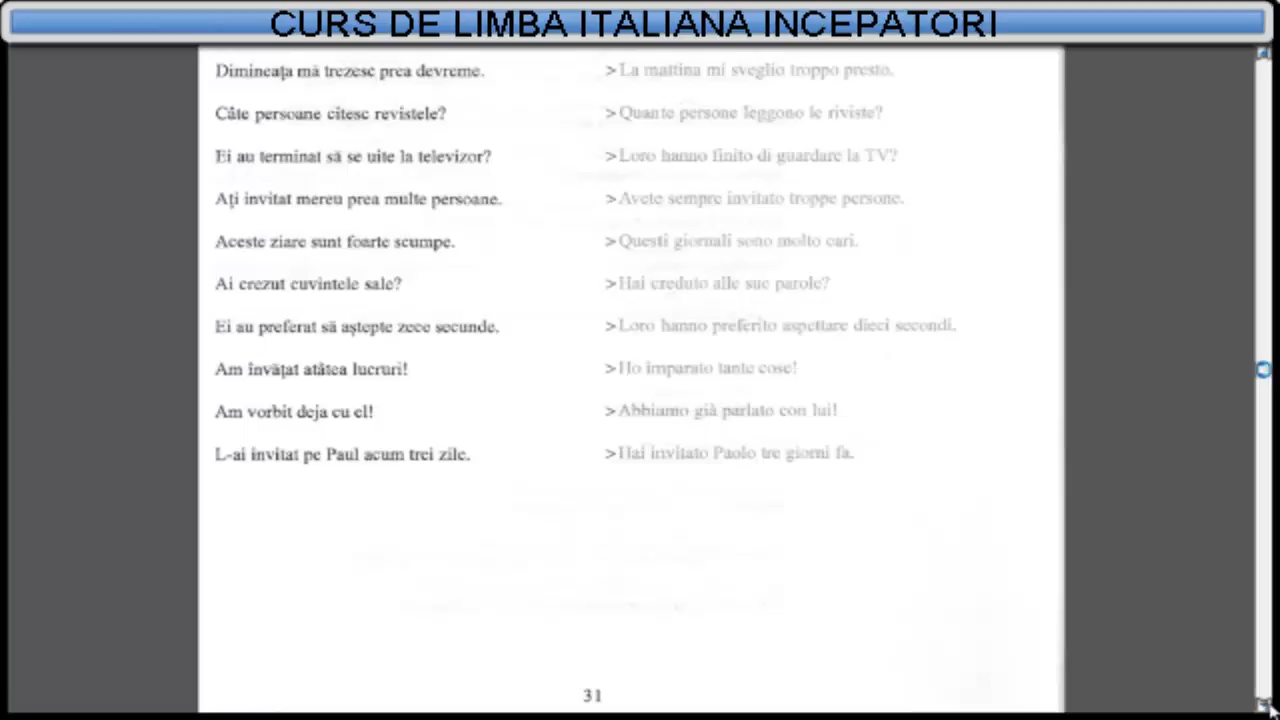 CURS DE LIMBA ITALIANA INCEPATORI
Dimineaţa mă trezesc prea devreme. >La mattina mi sveglio troppo presto.
Câte persoane citesc revistele? >Quante persone leggono le riviste?
Ei au terminat să se uite la televizor? >Loro hanno finito di guardare la TV?
Aţi invitat mereu prea multe persoane. >Avete sempre invitato troppe persone.
Aceste ziare sunt foarte scumpe. >Questi giornali sono molto cari.
Ai crezut cuvintele sale? >Hai creduto alle sue parole?
Ei au preferat să aştepte zece secunde. >Loro hanno preferito aspettare dieci secondi.
Am învăţat atâtea lucruri! >Ho imparato tante cose!
Am vorbit deja cu el! >Abbiamo già parlato con lui!
L-ai invitat pe Paul acum trei zile. >Hai invitato Paolo tre giorni fa.
31